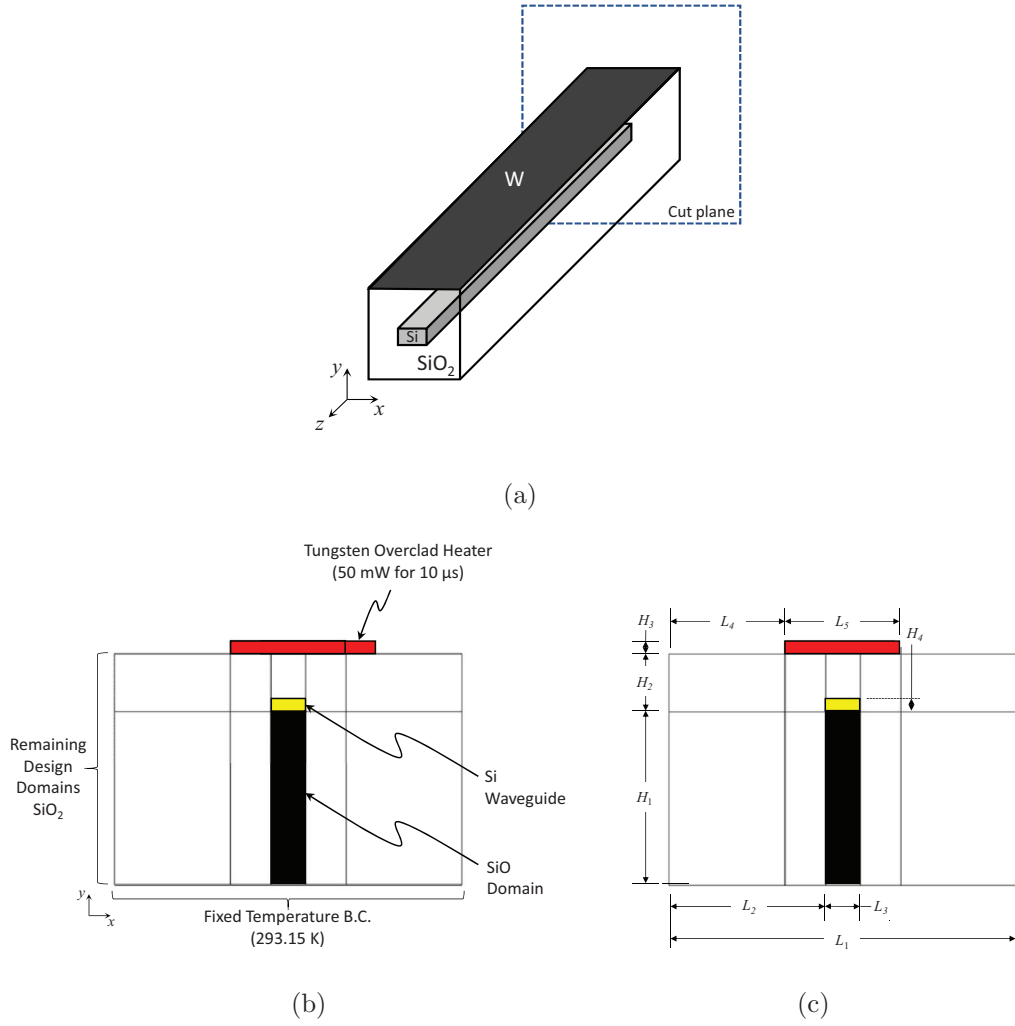 W
Cut plane
Si
SiO2
y
x
z
(a)
Tungsten Overclad Heater
(50 mW for 10 µs)
Remaining
Design
Domains
SiO2
Si
Waveguide
SiO
Domain
y
x
Fixed Temperature B.C.
(293.15 K)
(b)
H3
L4
L5
H4
H2
H1
L2
L3
L1
(c)